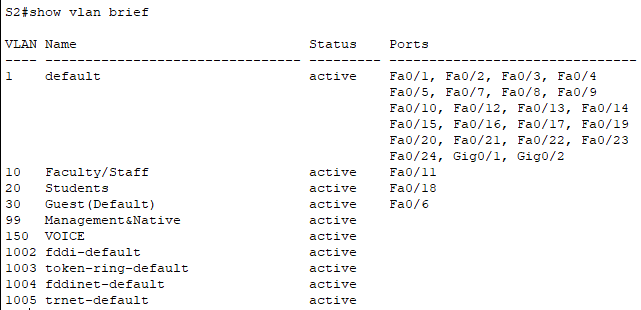 S2#show vlan brief
VLAN Name                             Status    Ports
---- -------------------------------- --------- -------------------------------
1    default                          active    Fa0/1, Fa0/2, Fa0/3, Fa0/4
                                                Fa0/5, Fa0/7, Fa0/8, Fa0/9
                                                Fa0/10, Fa0/12, Fa0/13, Fa0/14
                                                Fa0/15, Fa0/16, Fa0/17, Fa0/19
                                                Fa0/20, Fa0/21, Fa0/22, Fa0/23
                                                Fa0/24, Gig0/1, Gig0/2
10   Faculty/Staff                    active    Fa0/11
20   Students                         active    Fa0/18
30   Guest(Default)                   active    Fa0/6
99   Management&Native                active
150  VOICE                            active
1002 fddi-default                     active
1003 token-ring-default               active
1004 fddinet-default                  active
1005 trnet-default                    active